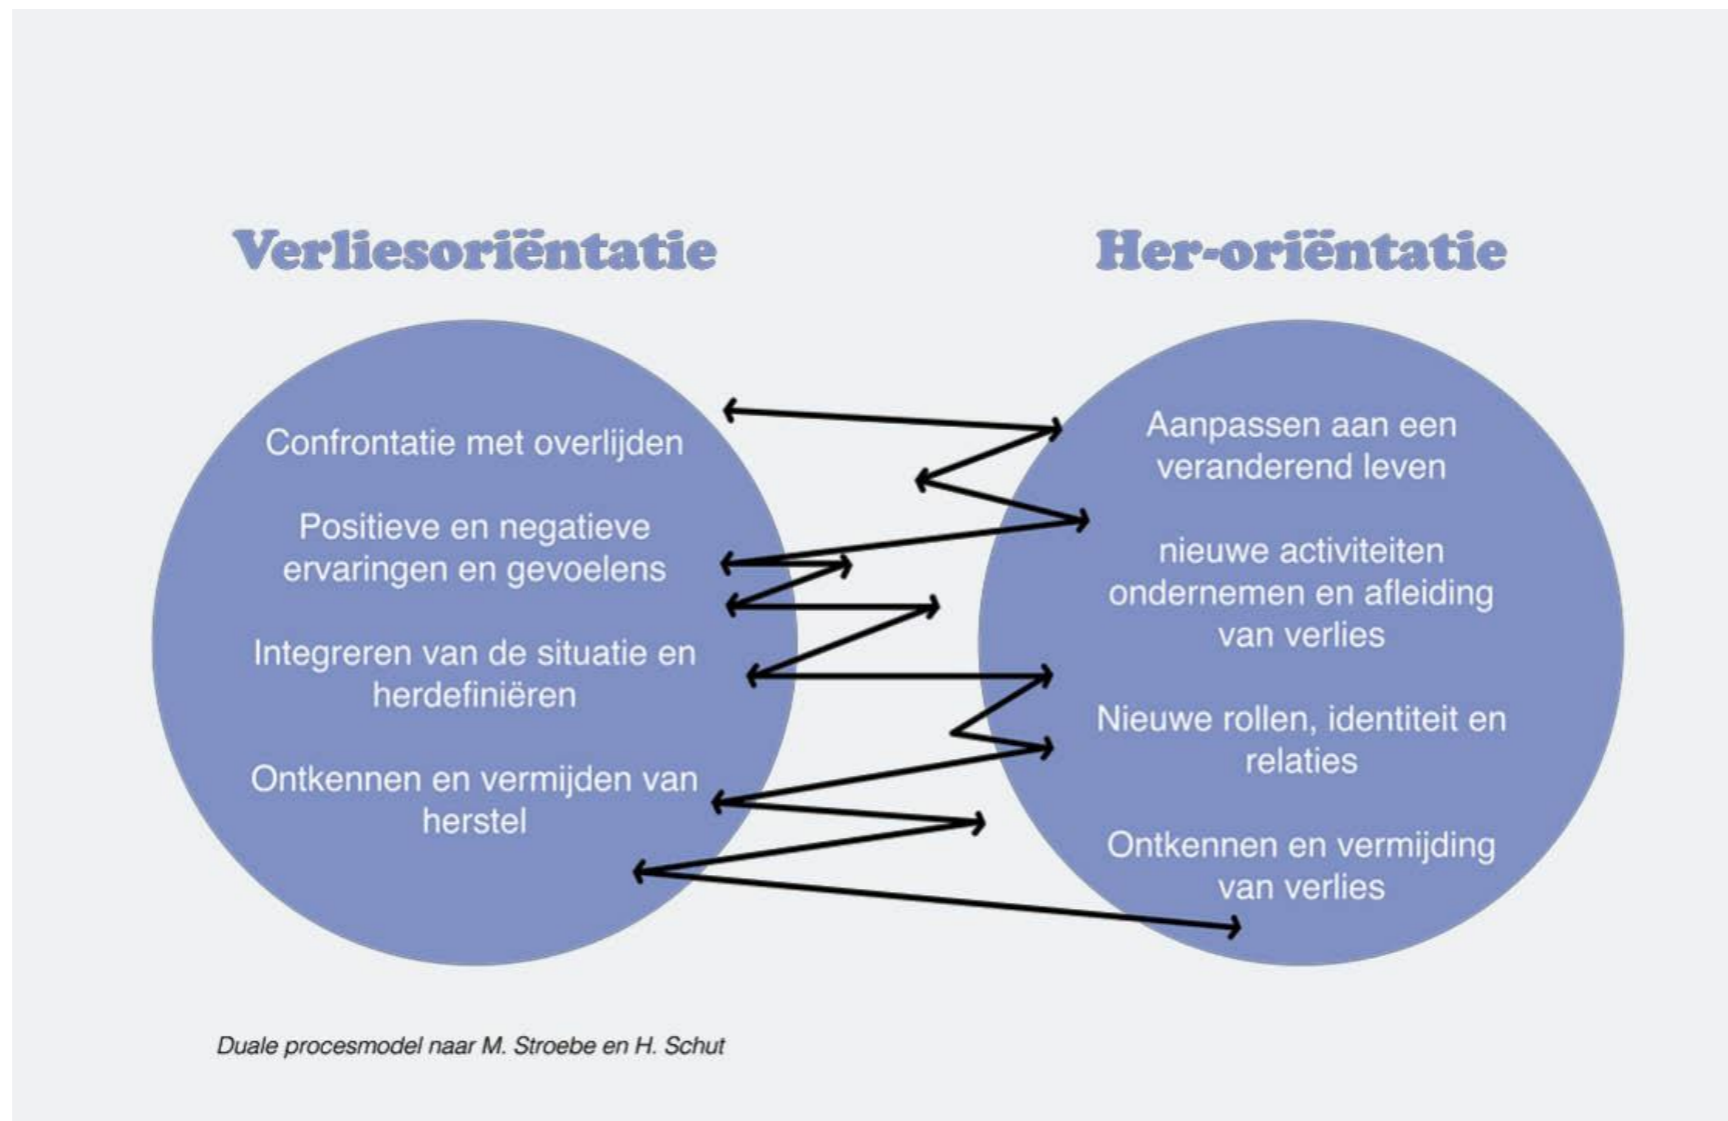 Verliesoriëntatie
Confrontatie met overlijden
Positieve en negatieve
ervaringen en gevoelens
Integreren van de situatie en
herdefiniëren
Ontkennen en vermijden van
herstel
Her-oriëntatie
Aanpassen aan een
veranderend leven
nieuwe activiteiten
ondernemen en afleiding
van verlies
Nieuwe rollen, identiteit en
relaties
Ontkennen en vermijding
van verlies
Duale procesmodel naar M. Stroebe en H. Schut